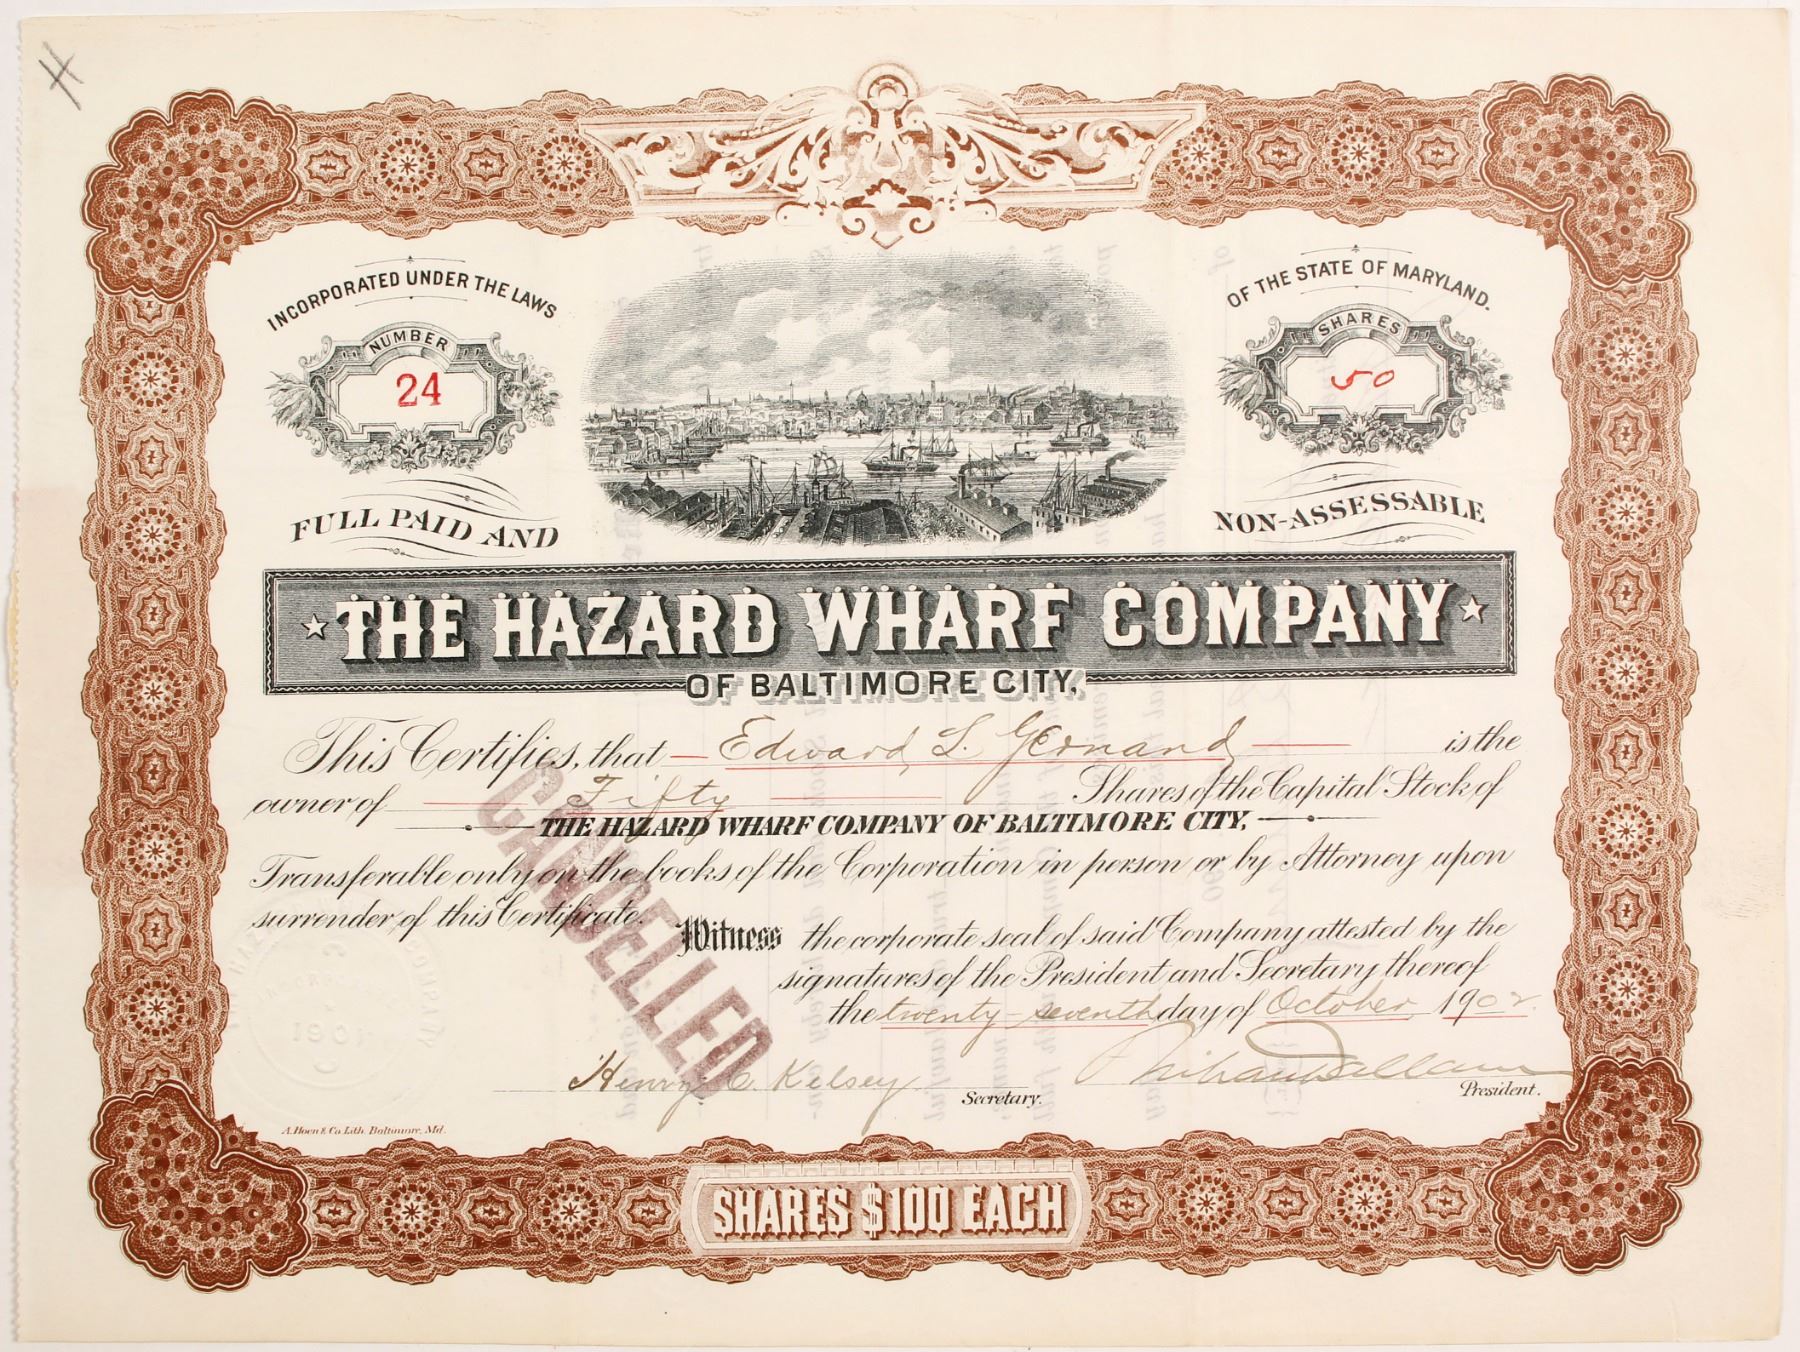 H
INCORPORATED UNDER THE LAWS
OF THE STATE OF MARYLAND.
NUMBER
24
SHARES
50
FULL PAID AND
NON-ASSESSABLE
THE HAZARD WHARF COMPANY
OF BALTIMORE CITY,
This Certifies, that Edward L. Gernand is the
owner of Fifty Shares of the Capital Stock of
THE HAZARD WHARF COMPANY OF BALTIMORE CITY,
Transferable only on the books of the Corporation in person or by Attorney upon
surrender of this Certificate.
Witness the corporate seal of said Company attested by the
signatures of the President and Secretary thereof
the twenty-seventh day of October 1902.
CANCELLED
HAZARD COMPANY
1901
Henry C. Kelsey
Secretary.
President.
A. Hoen & Co. Lith. Baltimore, Md.
SHARES $100 EACH